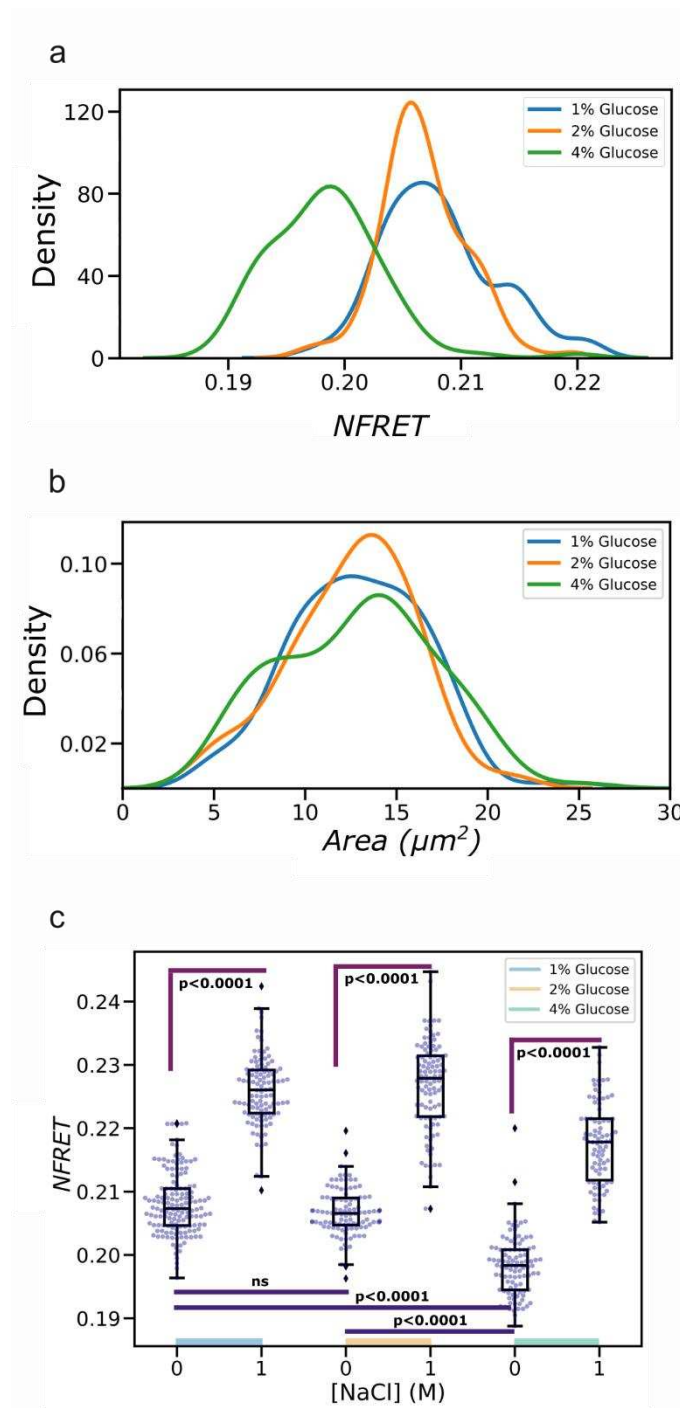 a
120
80
40
0
Density
1% Glucose
2% Glucose
4% Glucose
0.19 0.20 0.21 0.22
NFRET
b
0.10
0.06
0.02
Density
1% Glucose
2% Glucose
4% Glucose
0 5 10 15 20 25 30
Area (μm²)
c
0.24
0.23
0.22
0.21
0.20
0.19
NFRET
1% Glucose
2% Glucose
4% Glucose
p<0.0001
p<0.0001
p<0.0001
ns
p<0.0001
p<0.0001
0 1 0 1 0 1
[NaCl] (M)